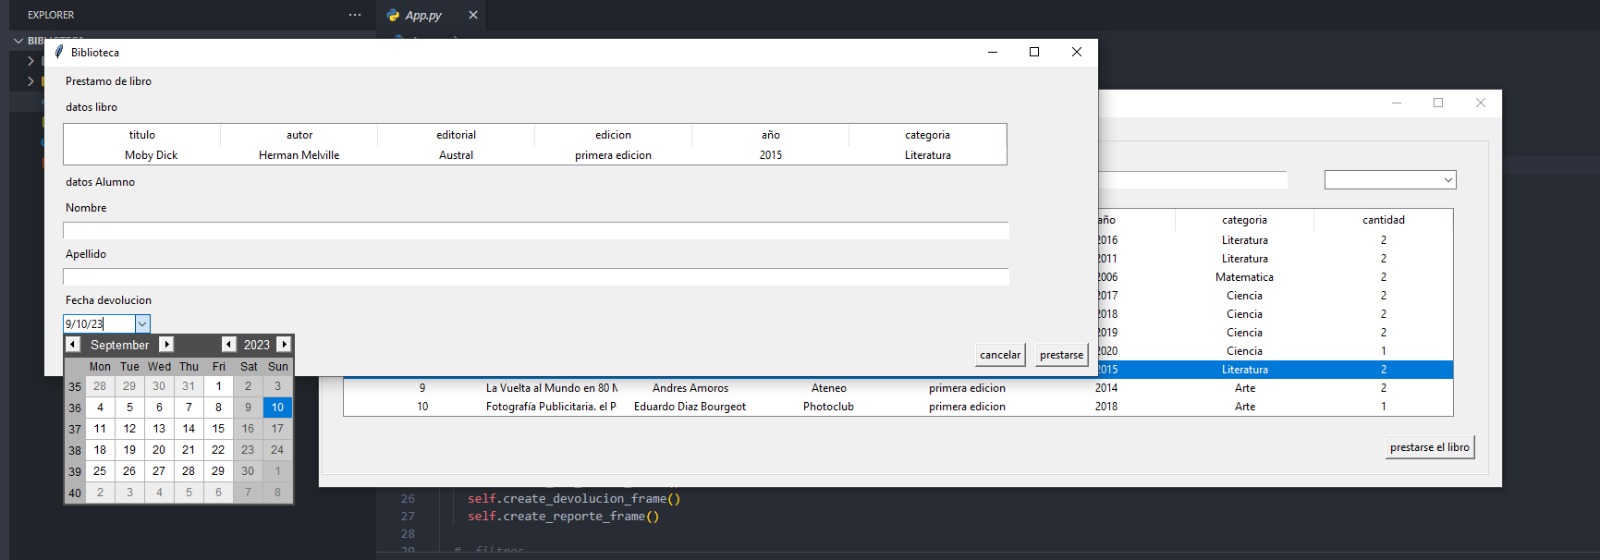 EXPLORER ... App.py
BIBLIOTECA
Biblioteca
Prestamo de libro
datos libro
titulo autor editorial edicion año categoria
Moby Dick Herman Melville Austral primera edicion 2015 Literatura
datos Alumno
Nombre
Apellido
Fecha devolucion
9/10/23
September 2023
Mon Tue Wed Thu Fri Sat Sun
35 28 29 30 31 1 2 3
36 4 5 6 7 8 9 10
37 11 12 13 14 15 16 17
38 18 19 20 21 22 23 24
39 25 26 27 28 29 30 1
40 2 3 4 5 6 7 8
cancelar prestarse
año categoria cantidad
2016 Literatura 2
2011 Literatura 2
2006 Matematica 2
2017 Ciencia 2
2018 Ciencia 2
2019 Ciencia 2
2020 Ciencia 1
2015 Literatura 2
9 La Vuelta al Mundo en 80 M Andres Amoros Ateneo primera edicion 2014 Arte 2
10 Fotografía Publicitaria. el P Eduardo Diaz Bourgeot Photoclub primera edicion 2018 Arte 1
prestarse el libro
26 self.create_devolucion_frame()
27 self.create_reporte_frame()
28
29 # filtros